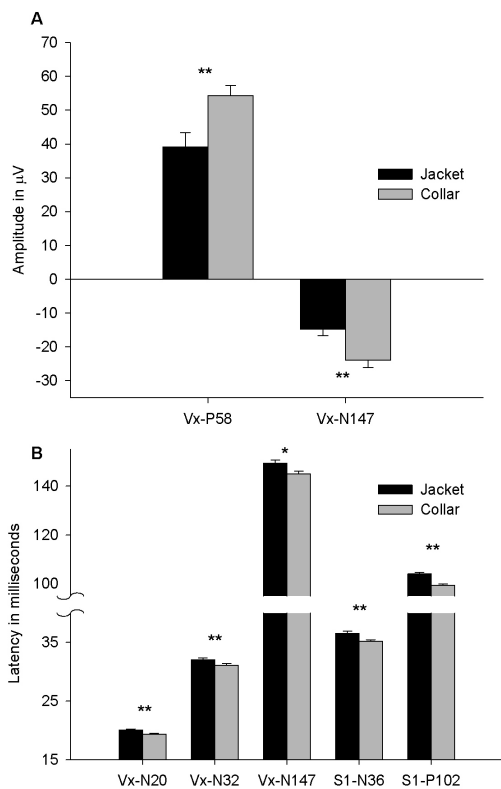 A
70
60
50
40
30
20
10
0
-10
-20
-30
Amplitude in μV
**
**
Jacket
Collar
Vx-P58
Vx-N147
B
140
100
35
25
15
Latency in milliseconds
*
**
**
**
**
Jacket
Collar
Vx-N20
Vx-N32
Vx-N147
S1-N36
S1-P102